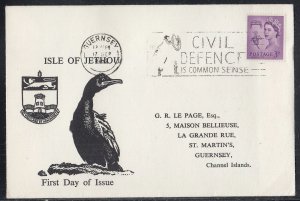 GUERNSEY
CIVIL
DEFENCE
IS COMMON SENSE
ISLE OF JETHOU
G. R. LE PAGE, Esq.,
5, MAISON BELLIEUSE,
LA GRANDE RUE,
ST. MARTIN'S,
GUERNSEY,
Channel Islands.
First Day of Issue